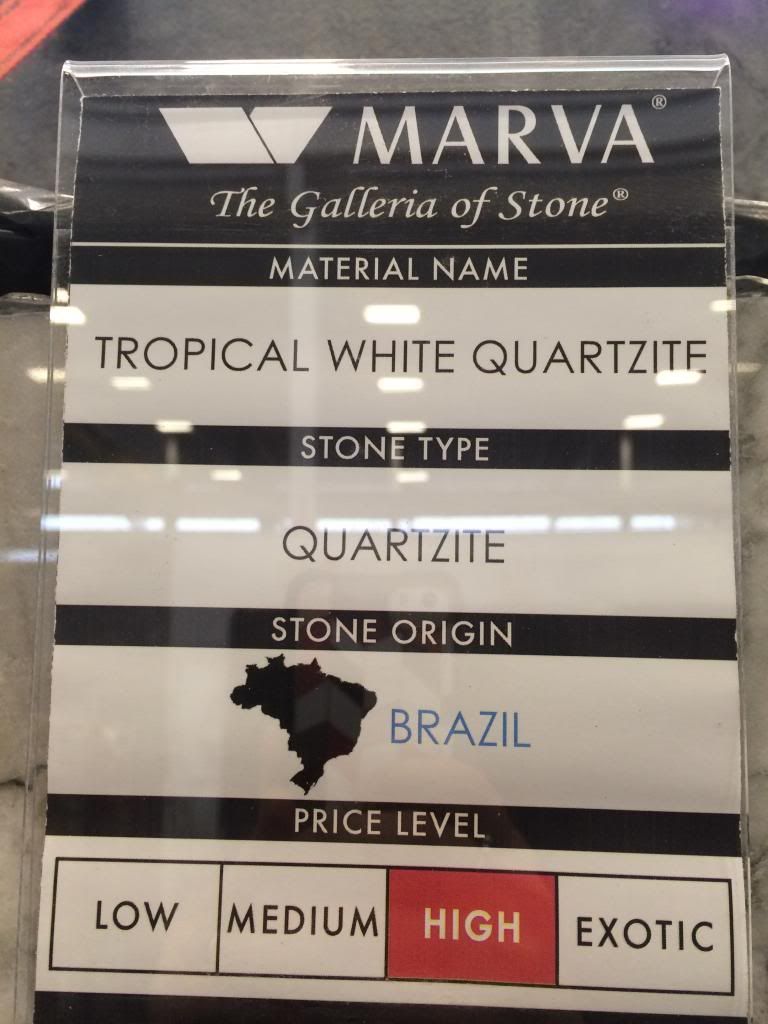 MARVA®
The Galleria of Stone®
MATERIAL NAME
TROPICAL WHITE QUARTZITE
STONE TYPE
QUARTZITE
STONE ORIGIN
BRAZIL
PRICE LEVEL
LOW MEDIUM HIGH EXOTIC